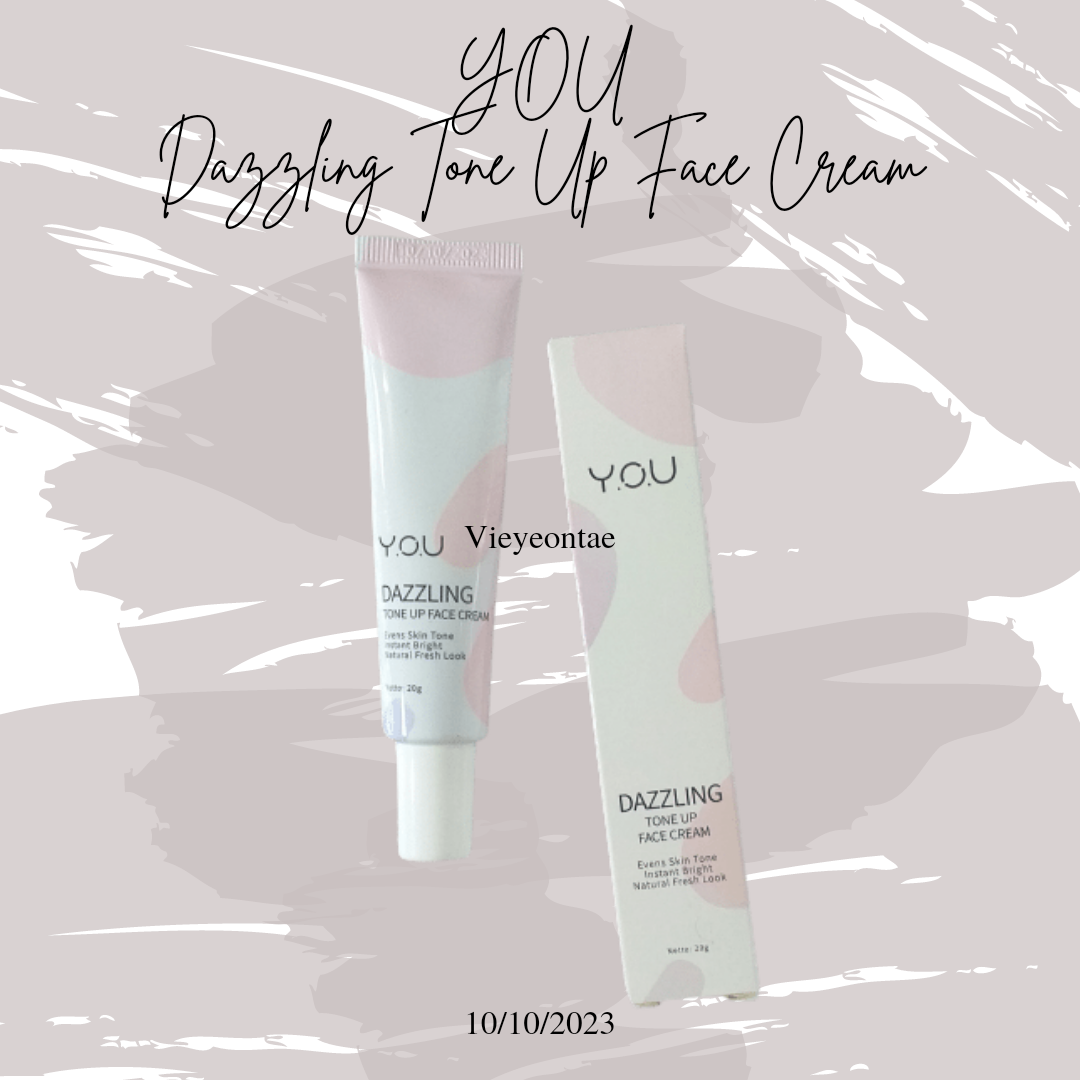 YOU
Dazzling Tone Up Face Cream
Y.O.U
DAZZLING
TONE UP FACE CREAM
Evens Skin Tone
Instant Bright
Natural Fresh Look
Netto: 20g
Vieyeontae
Y.O.U
DAZZLING
TONE UP
FACE CREAM
Evens Skin Tone
Instant Bright
Natural Fresh Look
Netto: 20g
10/10/2023